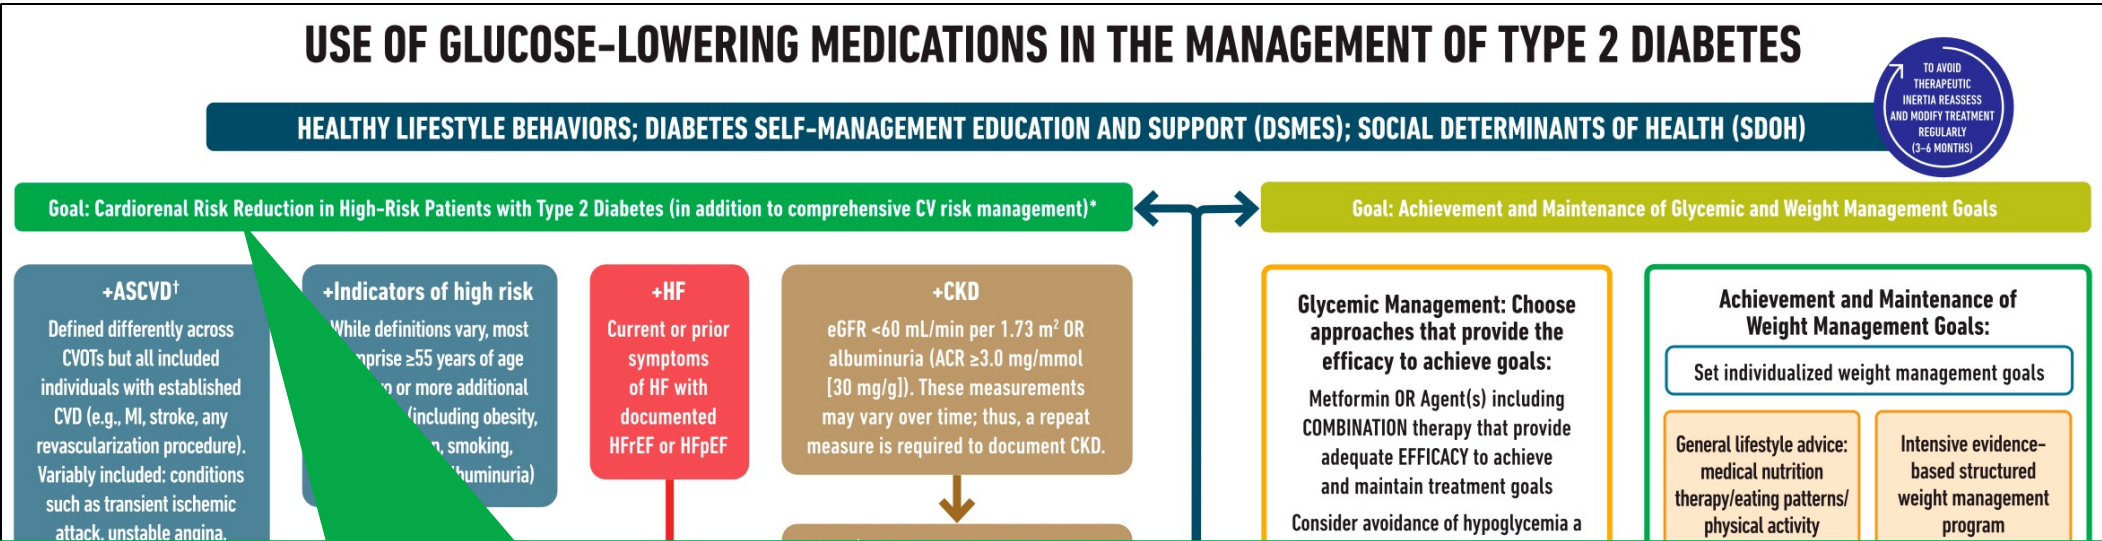 USE OF GLUCOSE-LOWERING MEDICATIONS IN THE MANAGEMENT OF TYPE 2 DIABETES
TO AVOID
THERAPEUTIC
INERTIA REASSESS
AND MODIFY TREATMENT
REGULARLY
(3–6 MONTHS)
HEALTHY LIFESTYLE BEHAVIORS; DIABETES SELF-MANAGEMENT EDUCATION AND SUPPORT (DSMES); SOCIAL DETERMINANTS OF HEALTH (SDOH)
Goal: Cardiorenal Risk Reduction in High-Risk Patients with Type 2 Diabetes (in addition to comprehensive CV risk management)*
Goal: Achievement and Maintenance of Glycemic and Weight Management Goals
+ASCVD†
Defined differently across
CVOTs but all included
individuals with established
CVD (e.g., MI, stroke, any
revascularization procedure).
Variably included: conditions
such as transient ischemic
attack, unstable angina,
+Indicators of high risk
While definitions vary, most
≥55 years of age
or more additional
(including obesity,
smoking,
+HF
Current or prior
symptoms
of HF with
documented
HFrEF or HFpEF
+CKD
eGFR <60 mL/min per 1.73 m² OR
albuminuria (ACR ≥3.0 mg/mmol
[30 mg/g]). These measurements
may vary over time; thus, a repeat
measure is required to document CKD.
Glycemic Management: Choose
approaches that provide the
efficacy to achieve goals:
Metformin OR Agent(s) including
COMBINATION therapy that provide
adequate EFFICACY to achieve
and maintain treatment goals
Consider avoidance of hypoglycemia a
Achievement and Maintenance of
Weight Management Goals:
Set individualized weight management goals
General lifestyle advice:
medical nutrition
therapy/eating patterns/
physical activity
Intensive evidence-
based structured
weight management
program